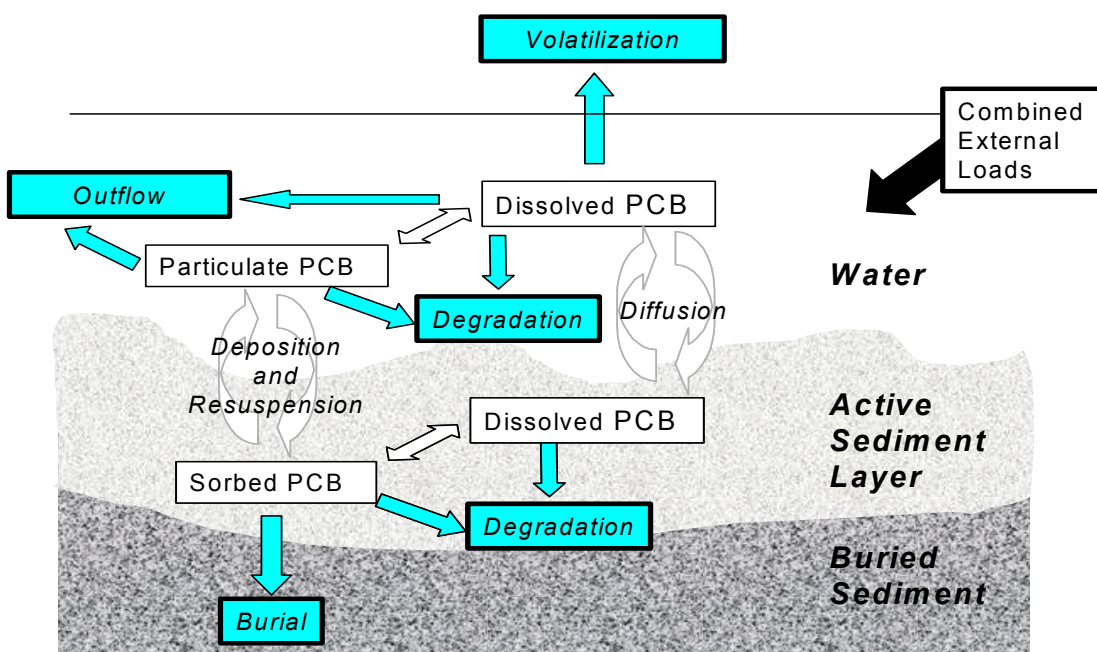 Volatilization
Combined
External
Loads
Outflow
Dissolved PCB
Particulate PCB
Water
Degradation
Diffusion
Deposition
and
Resuspension
Active
Sediment
Layer
Dissolved PCB
Sorbed PCB
Degradation
Buried
Sediment
Burial